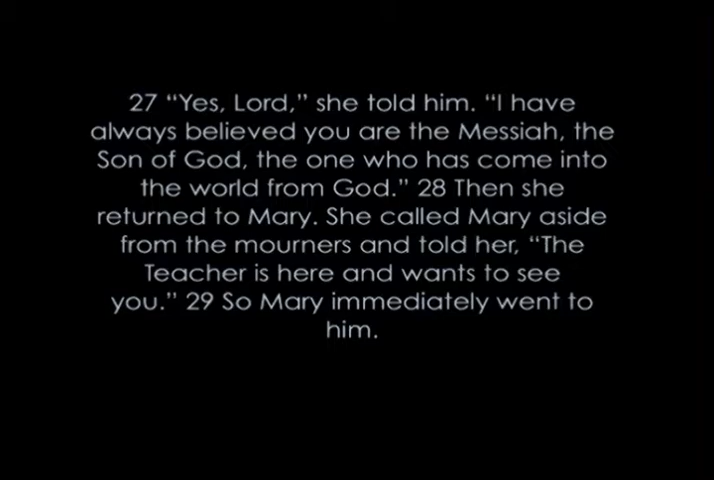 27 “Yes, Lord,” she told him. “I have
always believed you are the Messiah, the
Son of God, the one who has come into
the world from God.” 28 Then she
returned to Mary. She called Mary aside
from the mourners and told her, “The
Teacher is here and wants to see
you.” 29 So Mary immediately went to
him.